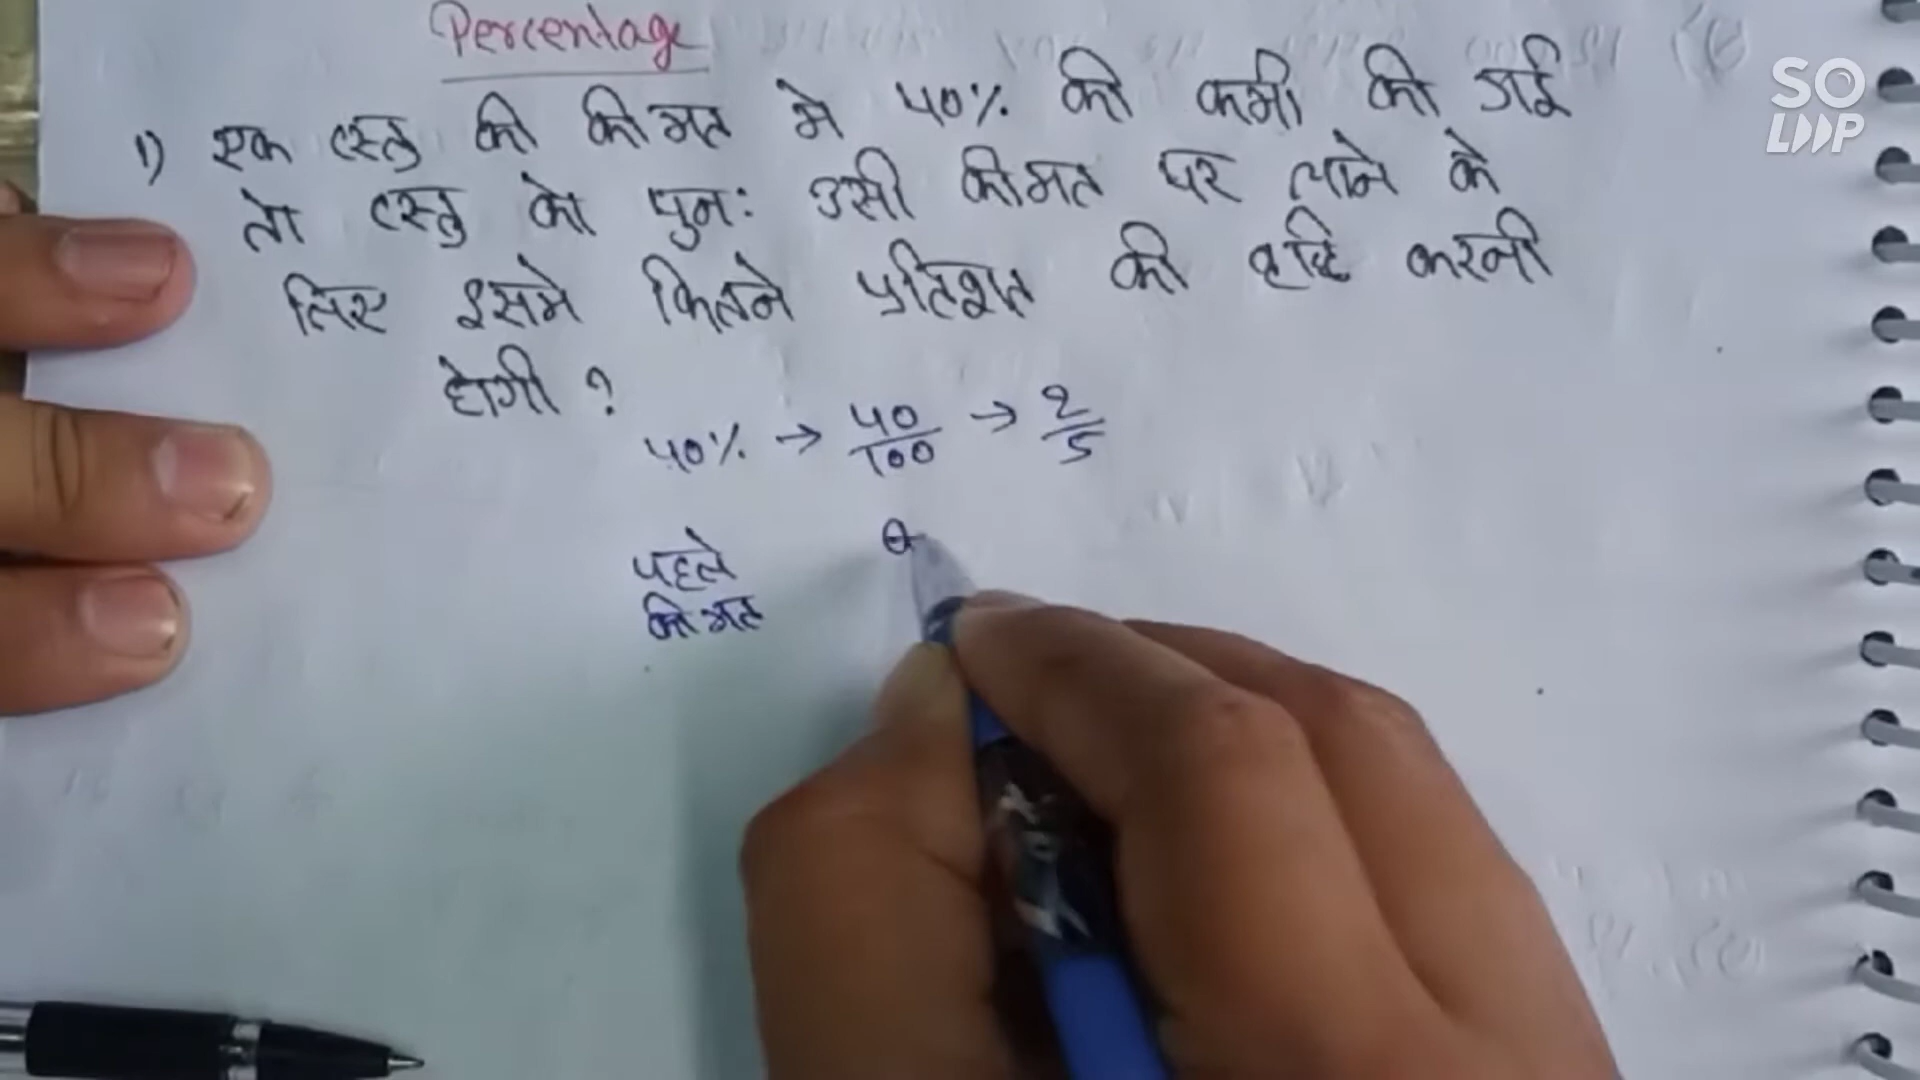 Percentage
1) एक वस्तु की कीमत मे 40% की कमी की गई
तो वस्तु को पुनः उसी कीमत पर लाने के
लिए इसमे कितने प्रतिशत की वृद्धि करनी
होगी ?
40% → 40/100 → 2/5
पहले
कीमत
SO
LOOP